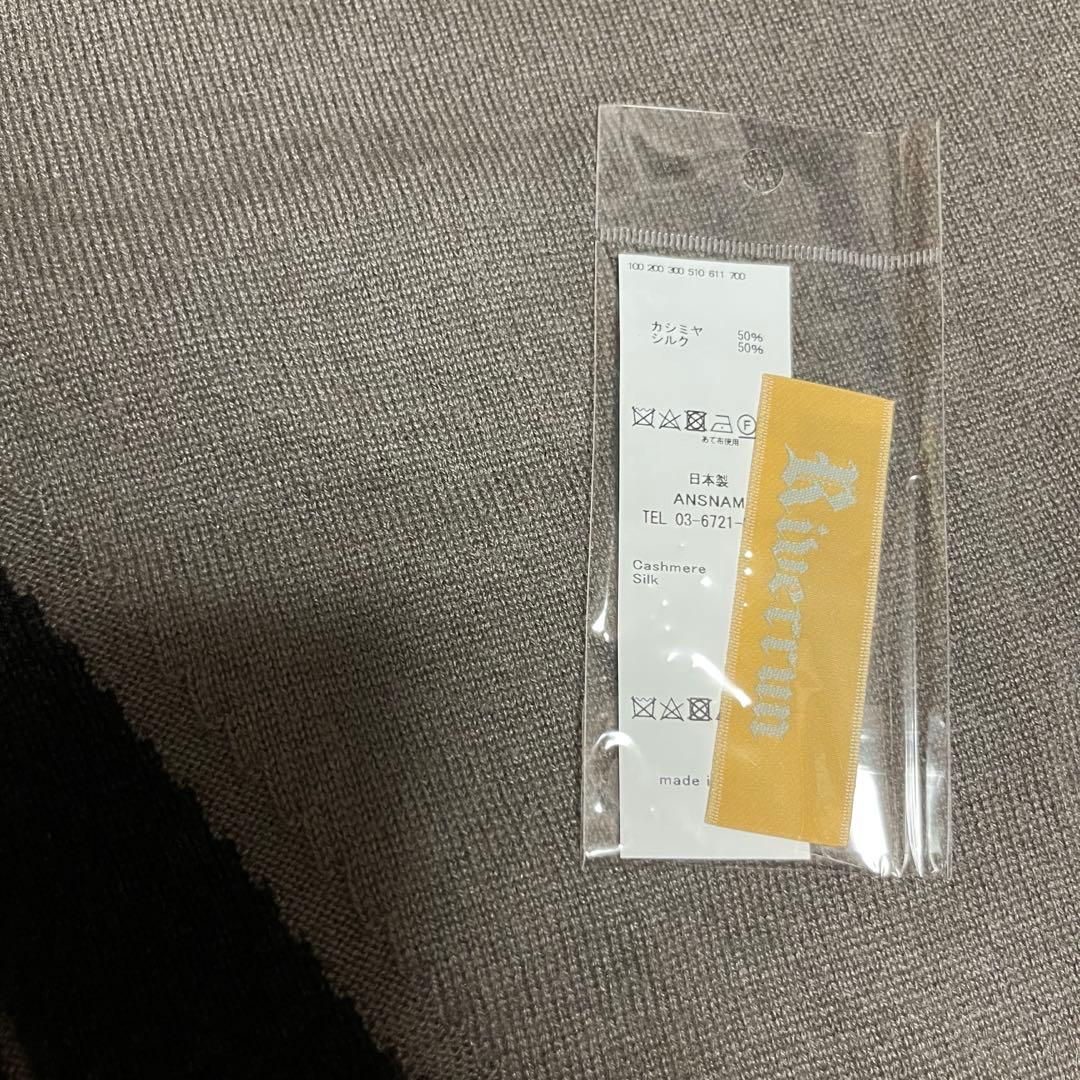 100 200 300 510 611 700
カシミヤ 50%
シルク 50%
F
あて布使用
日本製
ANSNAM
TEL 03-6721-
Cashmere
Silk
made
Riverrun